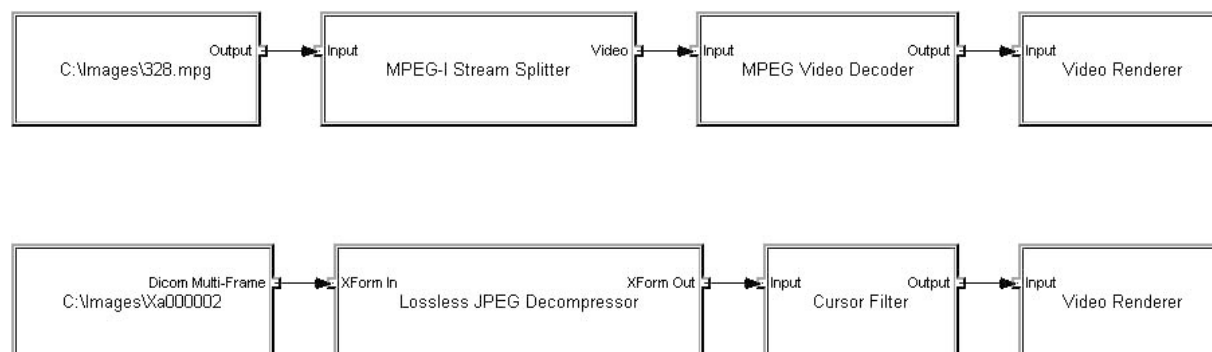 Output Input Video Input Output Input
C:\Images\328.mpg MPEG-I Stream Splitter MPEG Video Decoder Video Renderer
Dicom Multi-Frame XForm In XForm Out Input Output Input
C:\Images\Xa000002 Lossless JPEG Decompressor Cursor Filter Video Renderer